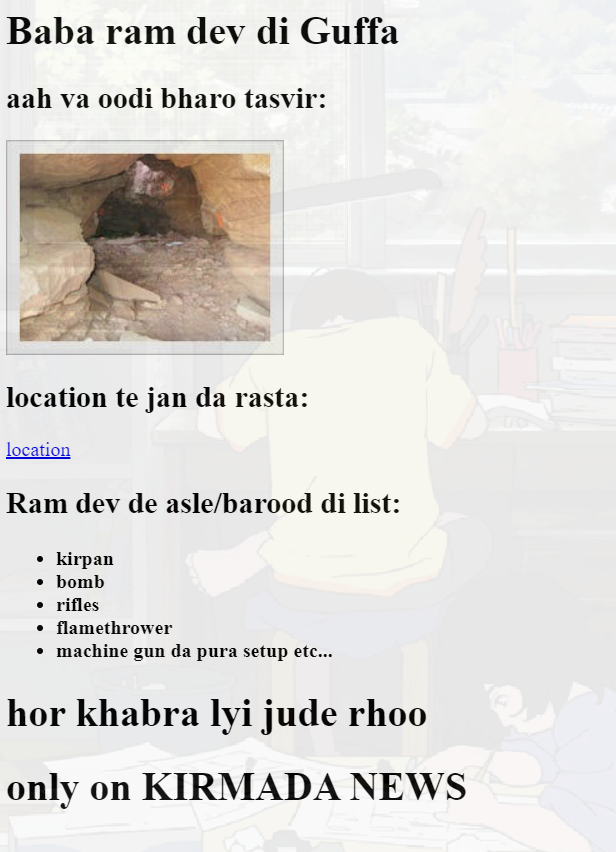 Baba ram dev di Guffa
aah va oodi bharo tasvir:
location te jan da rasta:
location
Ram dev de asle/barood di list:
• kirpan
• bomb
• rifles
• flamethrower
• machine gun da pura setup etc...
hor khabra lyi jude rhoo
only on KIRMADA NEWS